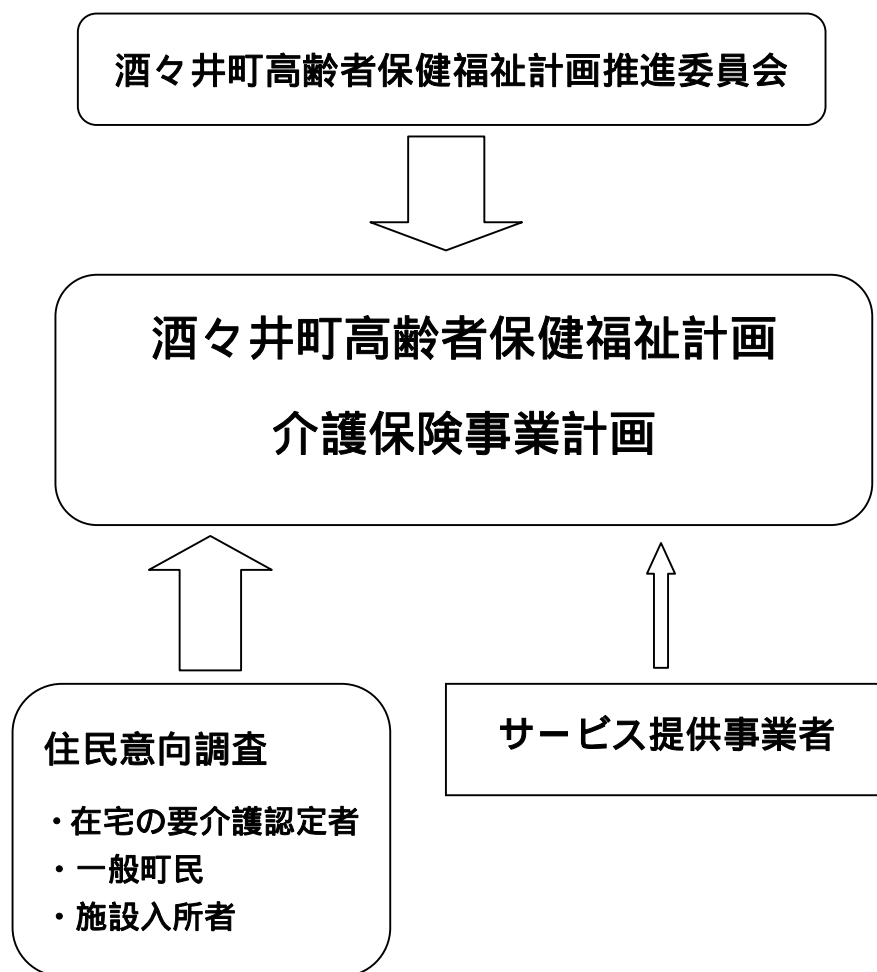 酒々井町高齢者保健福祉計画推進委員会
酒々井町高齢者保健福祉計画
介護保険事業計画
住民意向調査
・在宅の要介護認定者
・一般町民
・施設入所者
サービス提供事業者